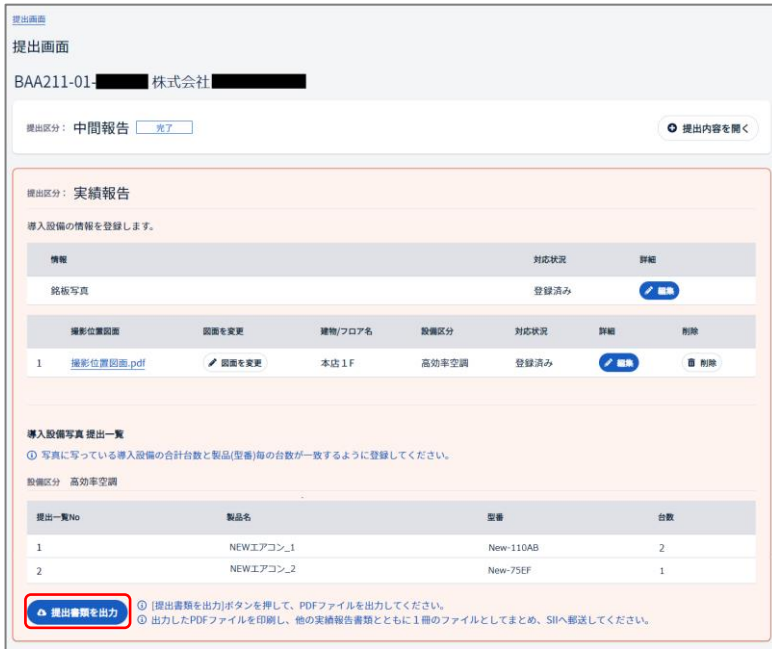 提出画面
提出画面
BAA211-01- 株式会社
提出区分： 中間報告 完了 提出内容を開く
提出区分： 実績報告
導入設備の情報を登録します。
情報 対応状況 詳細
銘板写真 登録済み 編集
撮影位置図面 図面を変更 建物/フロア名 設備区分 対応状況 詳細 削除
1 撮影位置図面.pdf 図面を変更 本店１F 高効率空調 登録済み 編集 削除
導入設備写真 提出一覧
写真に写っている導入設備の合計台数と製品(型番)毎の台数が一致するように登録してください。
設備区分 高効率空調
提出一覧No 製品名 型番 台数
1 NEWエアコン_1 New-110AB 2
2 NEWエアコン_2 New-75EF 1
提出書類を出力 [提出書類を出力]ボタンを押して、PDFファイルを出力してください。
出力したPDFファイルを印刷し、他の実績報告書類とともに１冊のファイルとしてまとめ、SIIへ郵送してください。